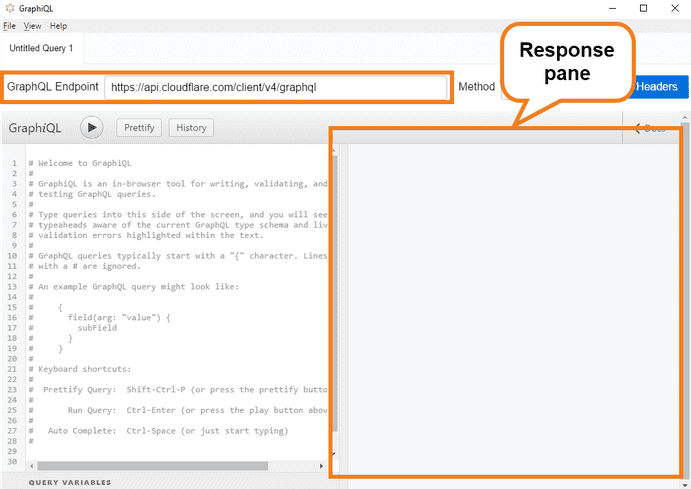 GraphiQL
File View Help
Untitled Query 1
Response
pane
GraphQL Endpoint https://api.cloudflare.com/client/v4/graphql Method Headers
GraphiQL Prettify History Docs
1 # Welcome to GraphiQL
2 #
3 # GraphiQL is an in-browser tool for writing, validating, and
4 # testing GraphQL queries.
5 #
6 # Type queries into this side of the screen, and you will see
7 # typeaheads aware of the current GraphQL type schema and liv
8 # validation errors highlighted within the text.
9 #
10 # GraphQL queries typically start with a "{" character. Lines
11 # with a # are ignored.
12 #
13 # An example GraphQL query might look like:
14 #
15 # {
16 # field(arg: "value") {
17 # subField
18 # }
19 # }
20 #
21 # Keyboard shortcuts:
22 #
23 # Prettify Query: Shift-Ctrl-P (or press the prettify butto
24 #
25 # Run Query: Ctrl-Enter (or press the play button abov
26 #
27 # Auto Complete: Ctrl-Space (or just start typing)
28 #
29
30
QUERY VARIABLES